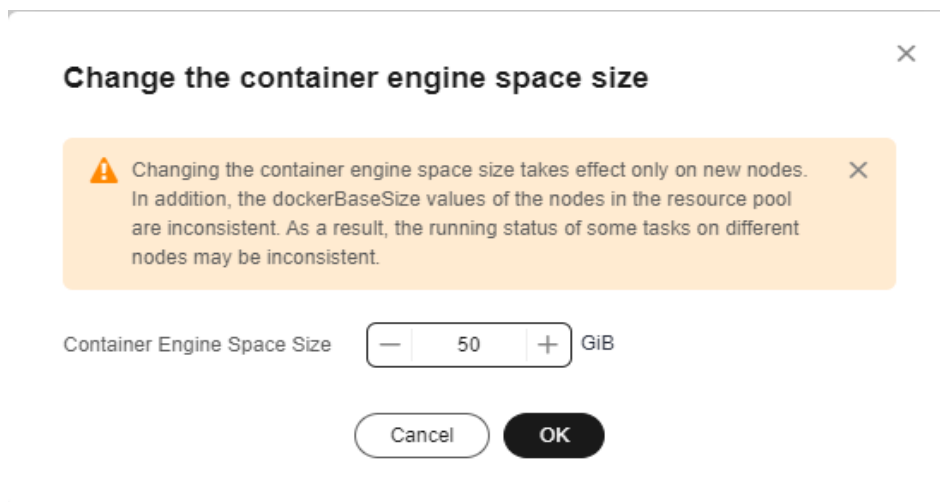 Change the container engine space size
Changing the container engine space size takes effect only on new nodes.
In addition, the dockerBaseSize values of the nodes in the resource pool
are inconsistent. As a result, the running status of some tasks on different
nodes may be inconsistent.
Container Engine Space Size 50 GiB
Cancel OK